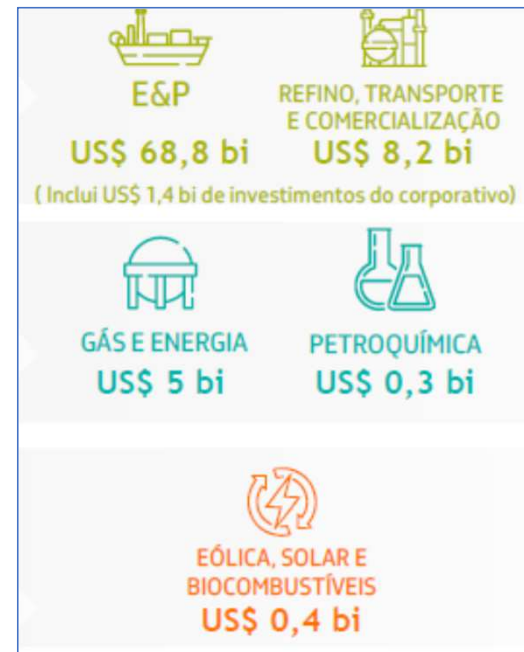 E&P
REFINO, TRANSPORTE
E COMERCIALIZAÇÃO
US$ 68,8 bi
US$ 8,2 bi
( Inclui US$ 1,4 bi de investimentos do corporativo)
GÁS E ENERGIA
PETROQUÍMICA
US$ 5 bi
US$ 0,3 bi
EÓLICA, SOLAR E
BIOCOMBUSTÍVEIS
US$ 0,4 bi